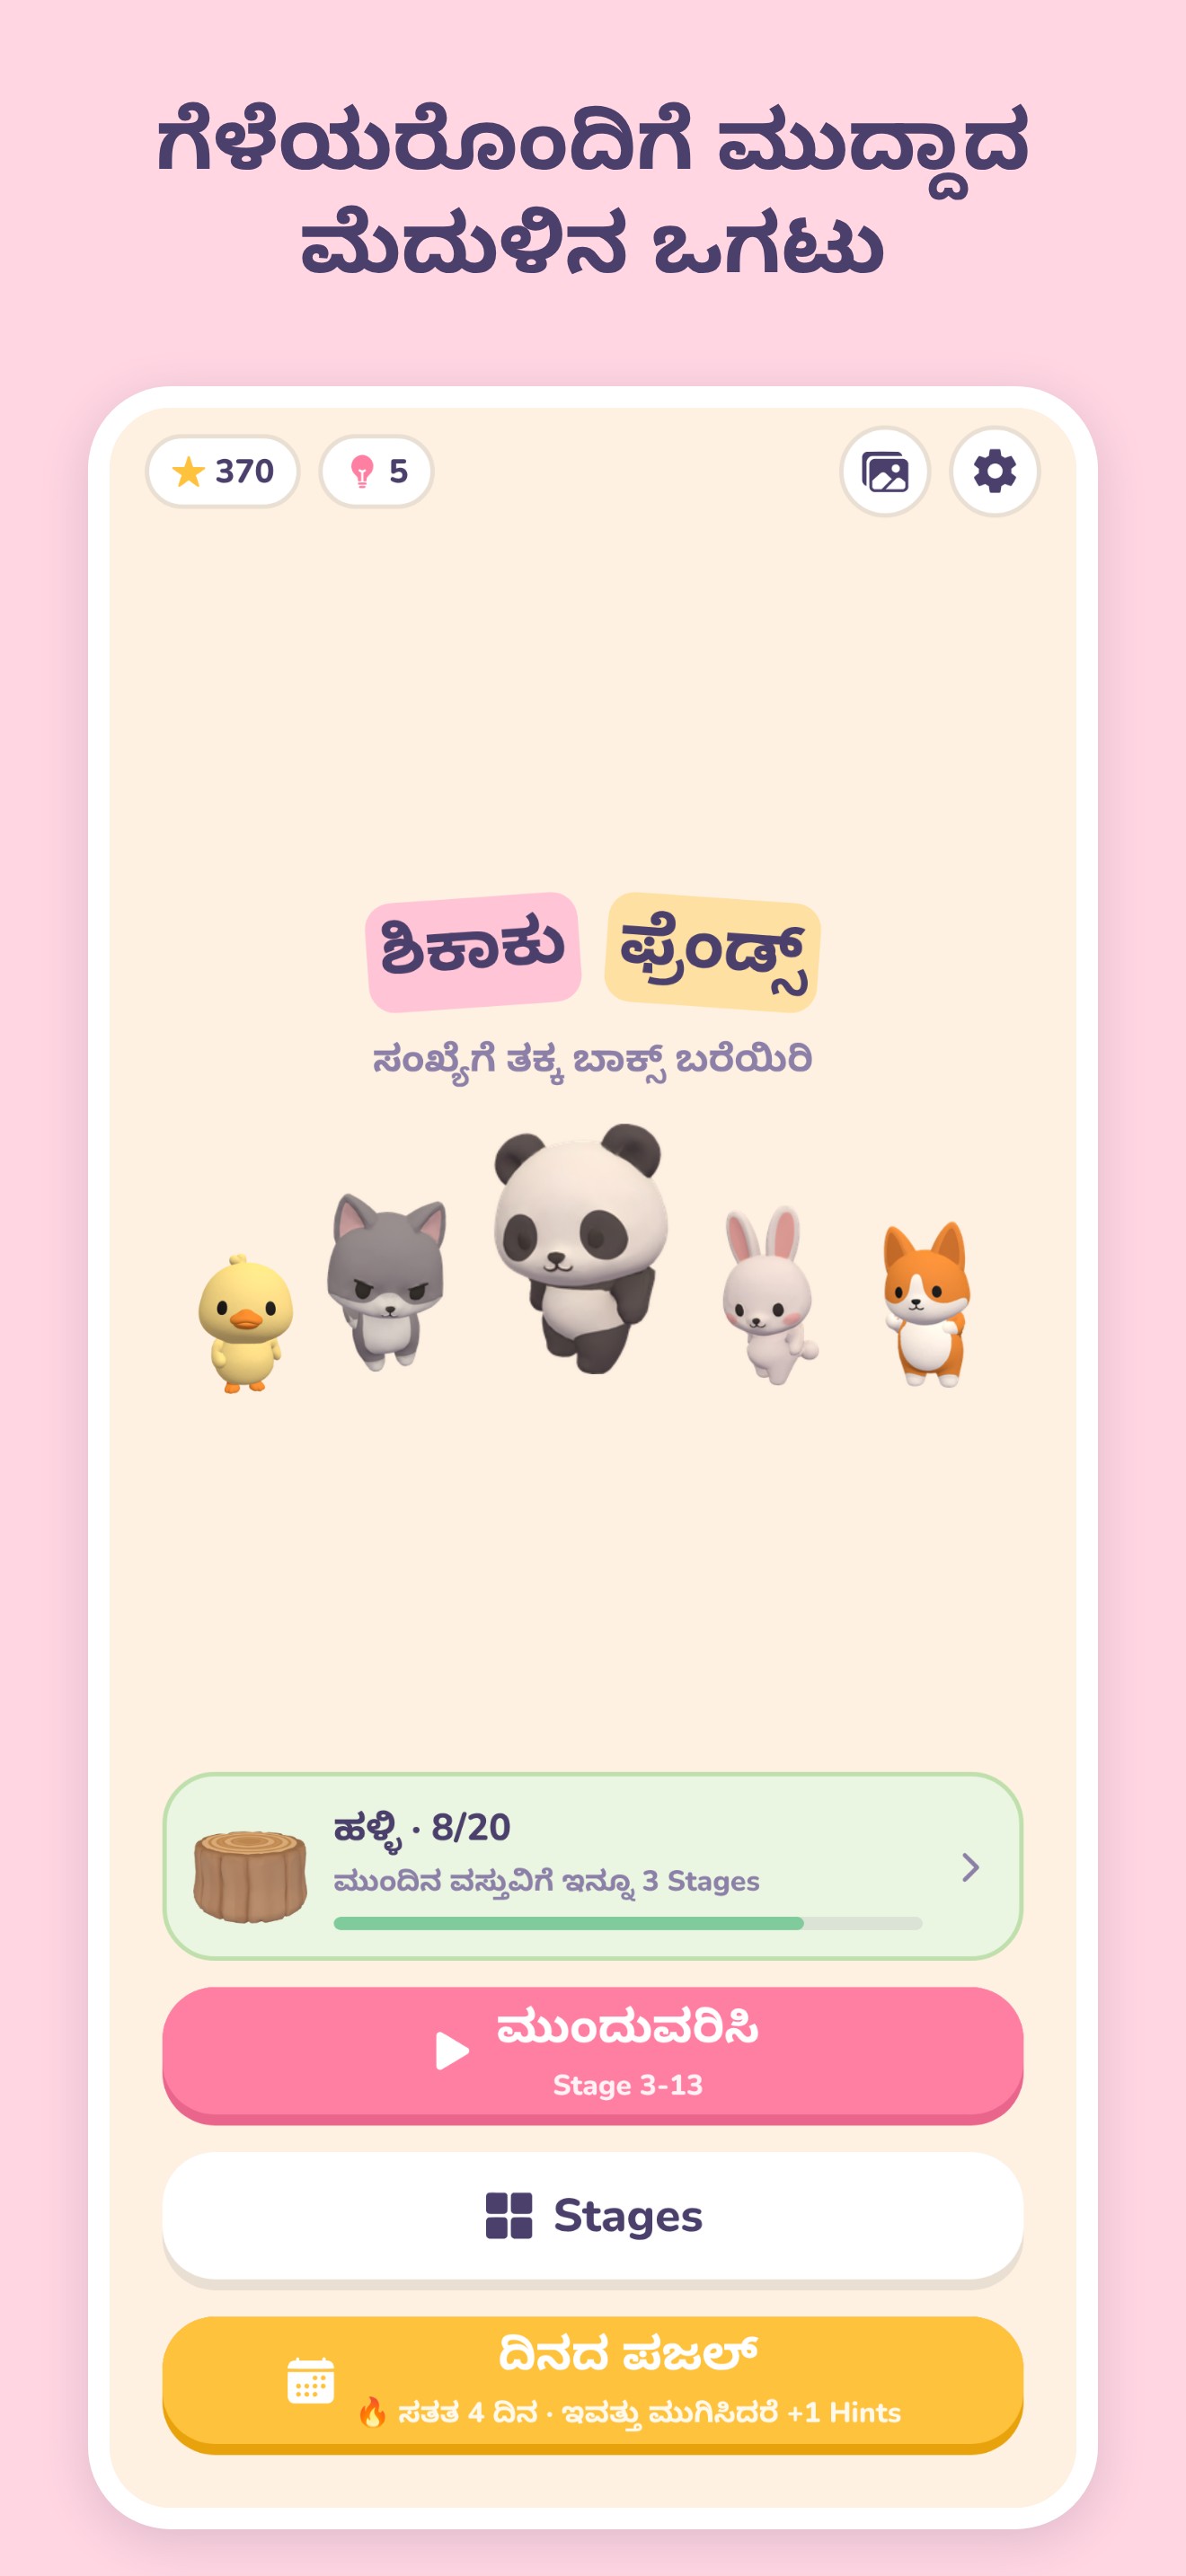 ಗೆಳೆಯರೊಂದಿಗೆ ಮುದ್ದಾದ
ಮೆದುಳಿನ ಒಗಟು
370
5
ಶಿಕಾಕು ಫ್ರೆಂಡ್ಸ್
ಸಂಖ್ಯೆಗೆ ತಕ್ಕ ಬಾಕ್ಸ್ ಬರೆಯಿರಿ
ಹಳ್ಳಿ · 8/20
ಮುಂದಿನ ವಸ್ತುವಿಗೆ ಇನ್ನೂ 3 Stages
ಮುಂದುವರಿಸಿ
Stage 3-13
Stages
ದಿನದ ಪಜಲ್
🔥 ಸತತ 4 ದಿನ · ಇವತ್ತು ಮುಗಿಸಿದರೆ +1 Hints